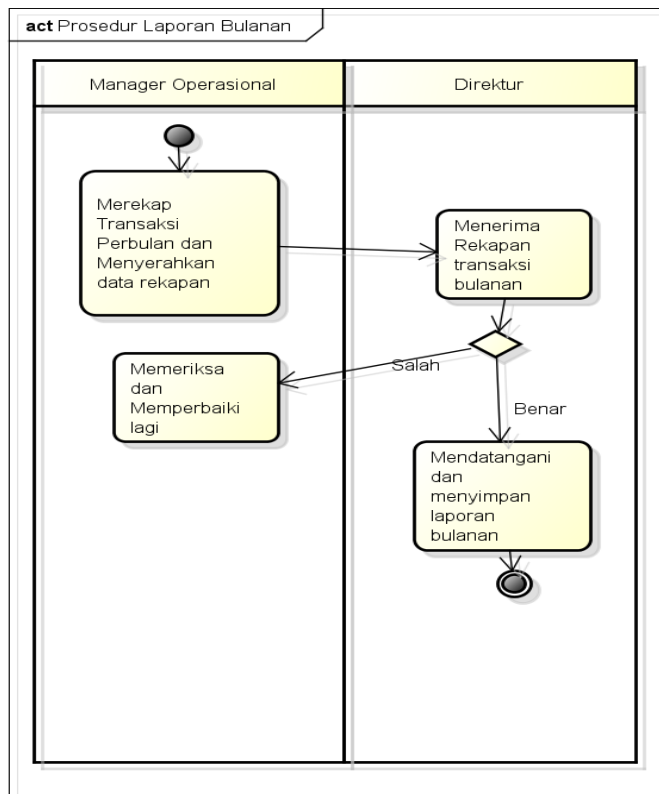 act Prosedur Laporan Bulanan
Manager Operasional
Direktur
Merekap
Transaksi
Perbulan dan
Menyerahkan
data rekapan
Menerima
Rekapan
transaksi
bulanan
Salah
Memeriksa
dan
Memperbaiki
lagi
Benar
Mendatangani
dan
menyimpan
laporan
bulanan